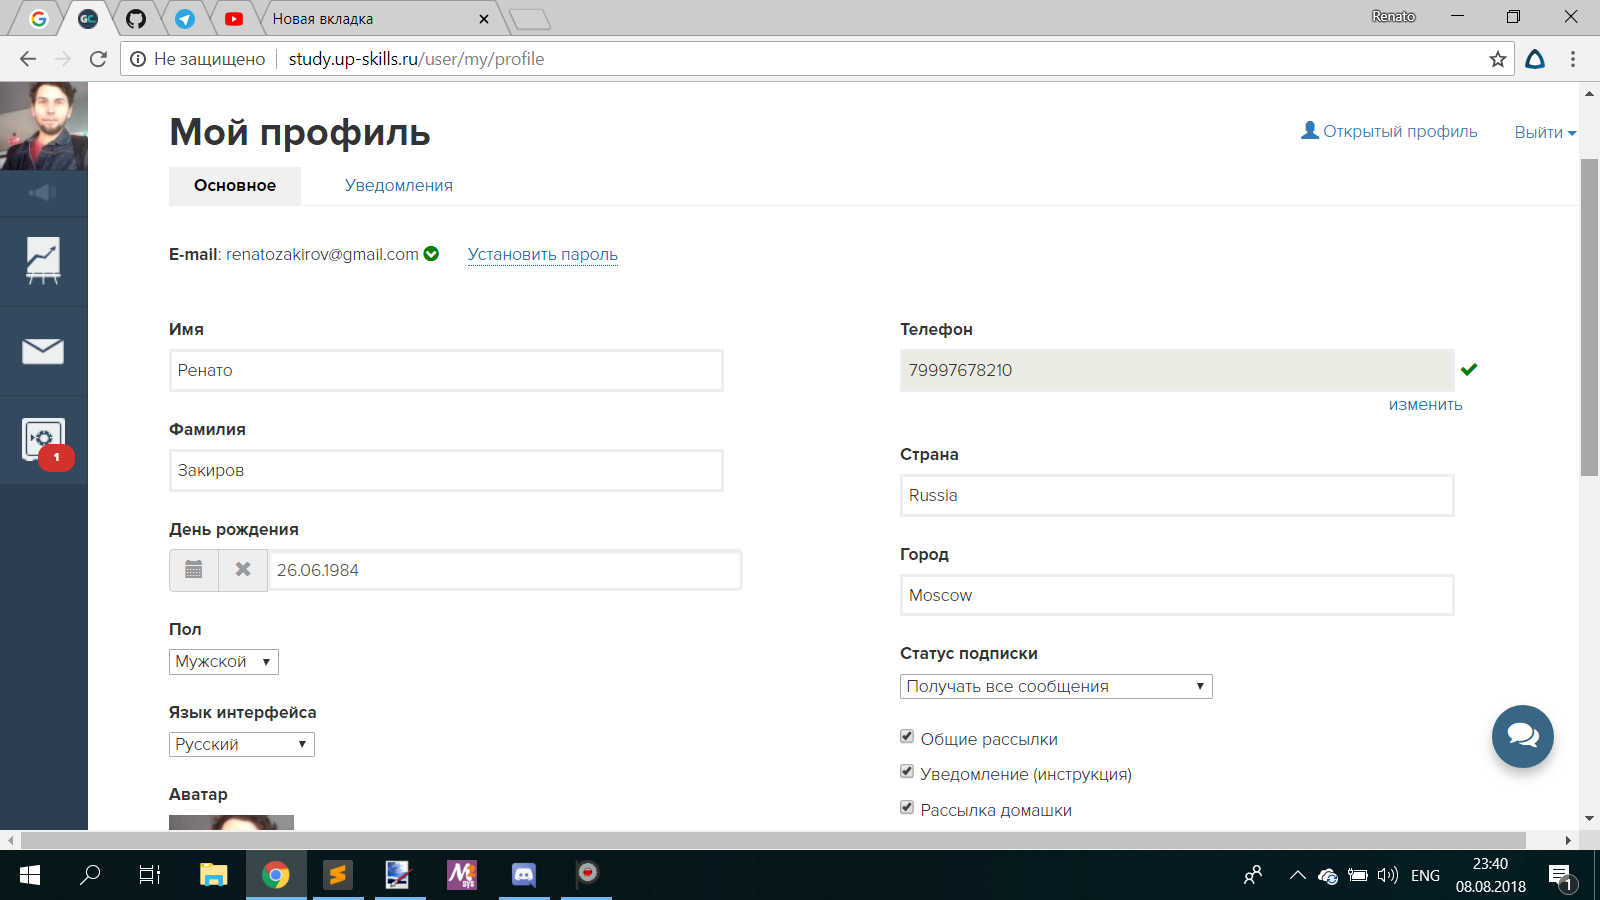 Новая вкладка
Renato
Не защищено
study.up-skills.ru/user/my/profile
Мой профиль
Открытый профиль
Выйти
Основное
Уведомления
E-mail: renatozakirov@gmail.com
Установить пароль
Имя
Телефон
Ренато
79997678210
изменить
Фамилия
Закиров
Страна
Russia
День рождения
26.06.1984
Город
Moscow
Пол
Мужской
Статус подписки
Получать все сообщения
Язык интерфейса
Русский
Общие рассылки
Уведомление (инструкция)
Аватар
Рассылка домашки
1
GC
M2
sys
ENG
23:40
08.08.2018
1